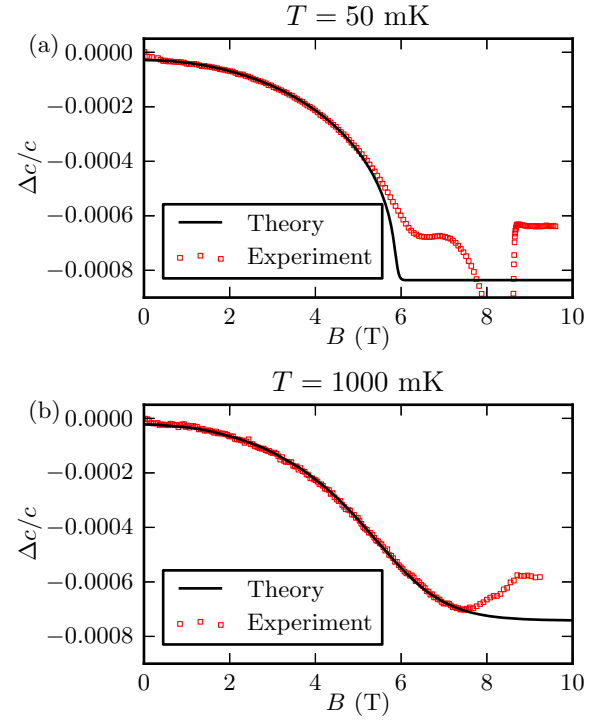 T = 50 mK
(a)
0.0000
−0.0002
−0.0004
−0.0006
−0.0008
Δc/c
Theory
Experiment
0 2 4 6 8 10
B (T)
T = 1000 mK
(b)
0.0000
−0.0002
−0.0004
−0.0006
−0.0008
Δc/c
Theory
Experiment
0 2 4 6 8 10
B (T)